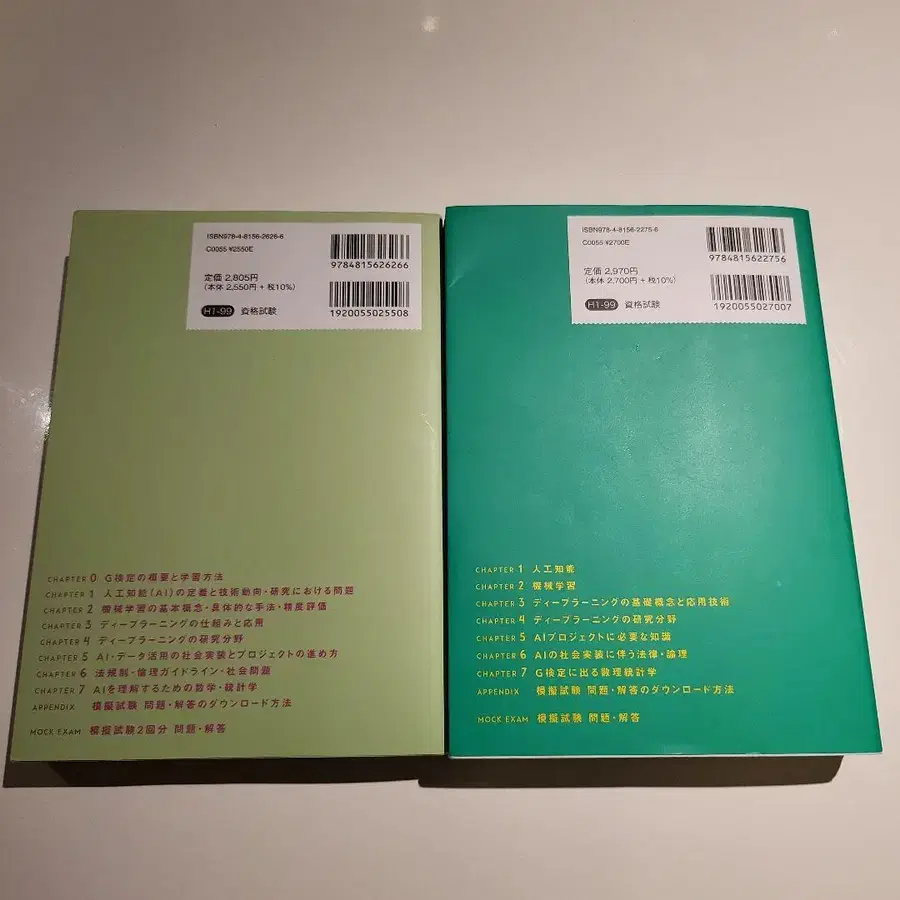 ISBN978-4-8156-2626-6
C0055 ¥2550E
定価 2,805円
(本体 2,550円 + 税10%)
H1-99 資格試験
9784815626266
1920055025508
CHAPTER 0 G検定の概要と学習方法
CHAPTER 1 人工知能(AI)の定義と技術動向・研究における問題
CHAPTER 2 機械学習の基本概念・具体的な手法・精度評価
CHAPTER 3 ディープラーニングの仕組みと応用
CHAPTER 4 ディープラーニングの研究分野
CHAPTER 5 AI・データ活用の社会実装とプロジェクトの進め方
CHAPTER 6 法規制・倫理ガイドライン・社会問題
CHAPTER 7 AIを理解するための数学・統計学
APPENDIX 模擬試験 問題・解答のダウンロード方法
MOCK EXAM 模擬試験2回分 問題・解答
ISBN978-4-8156-2275-6
C0055 ¥2700E
定価 2,970円
(本体 2,700円 + 税10%)
H1-99 資格試験
9784815622756
1920055027007
CHAPTER 1 人工知能
CHAPTER 2 機械学習
CHAPTER 3 ディープラーニングの基礎概念と応用技術
CHAPTER 4 ディープラーニングの研究分野
CHAPTER 5 AIプロジェクトに必要な知識
CHAPTER 6 AIの社会実装に伴う法律・論理
CHAPTER 7 G検定に出る数理統計学
APPENDIX 模擬試験 問題・解答のダウンロード方法
MOCK EXAM 模擬試験 問題・解答